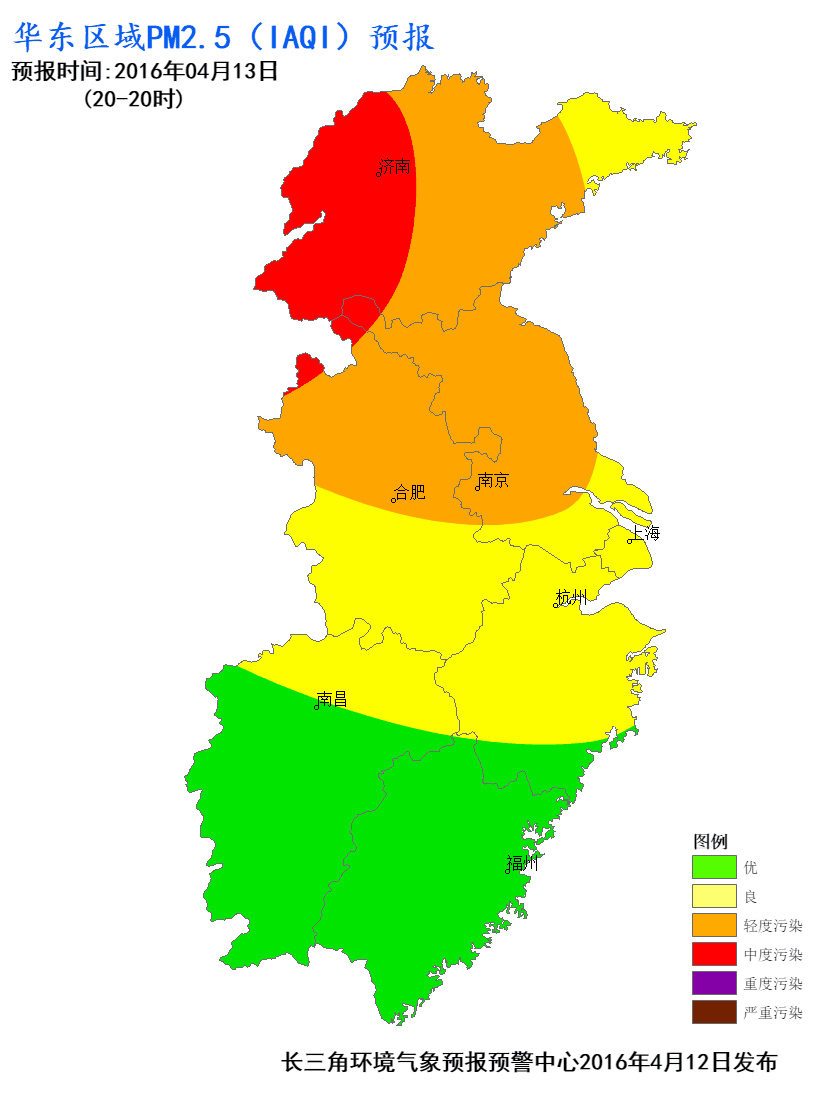 华东区域PM2.5（IAQI）预报
预报时间:2016年04月13日
(20-20时)
济南
合肥
南京
上海
杭州
南昌
福州
图例
优
良
轻度污染
中度污染
重度污染
严重污染
长三角环境气象预报预警中心2016年4月12日发布